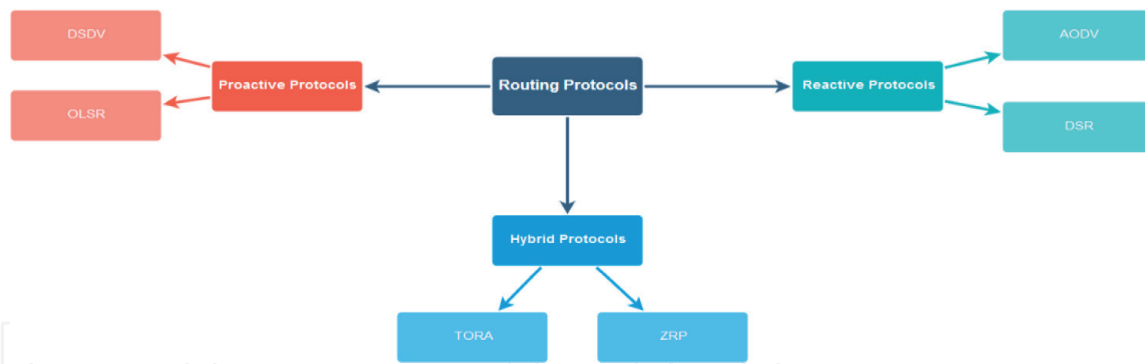 DSDV
AODV
Proactive Protocols
Routing Protocols
Reactive Protocols
OLSR
DSR
Hybrid Protocols
TORA
ZRP